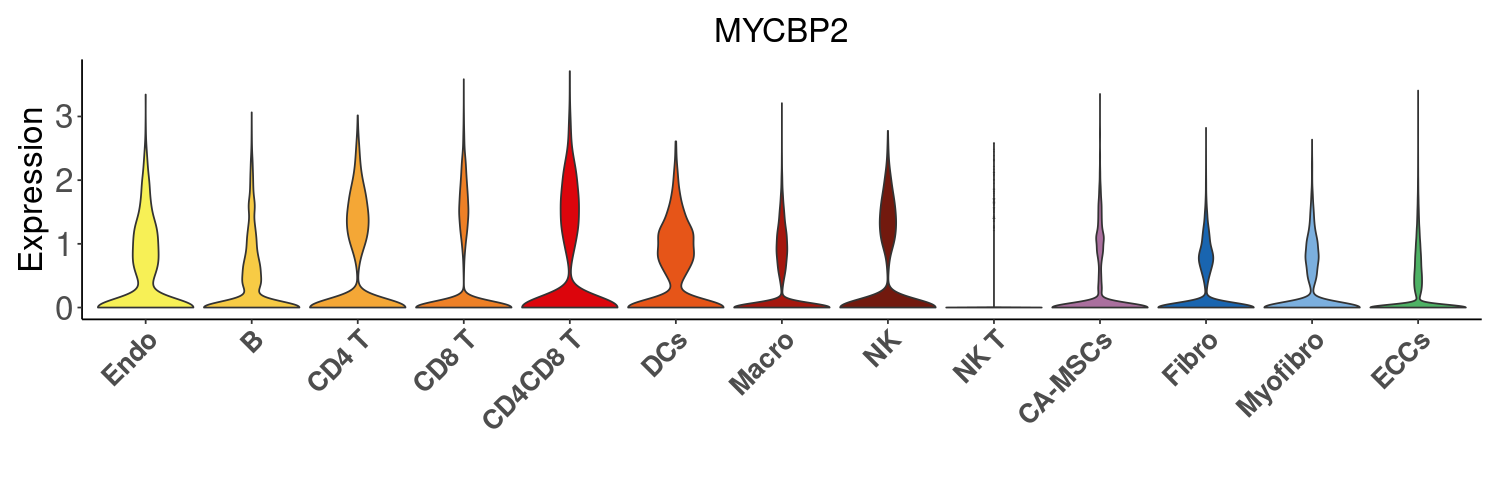 MYCBP2
Expression
3
2
1
0
Endo
B
CD4 T
CD8 T
CD4CD8 T
DCs
Macro
NK
NK T
CA-MSCs
Fibro
Myofibro
ECCs